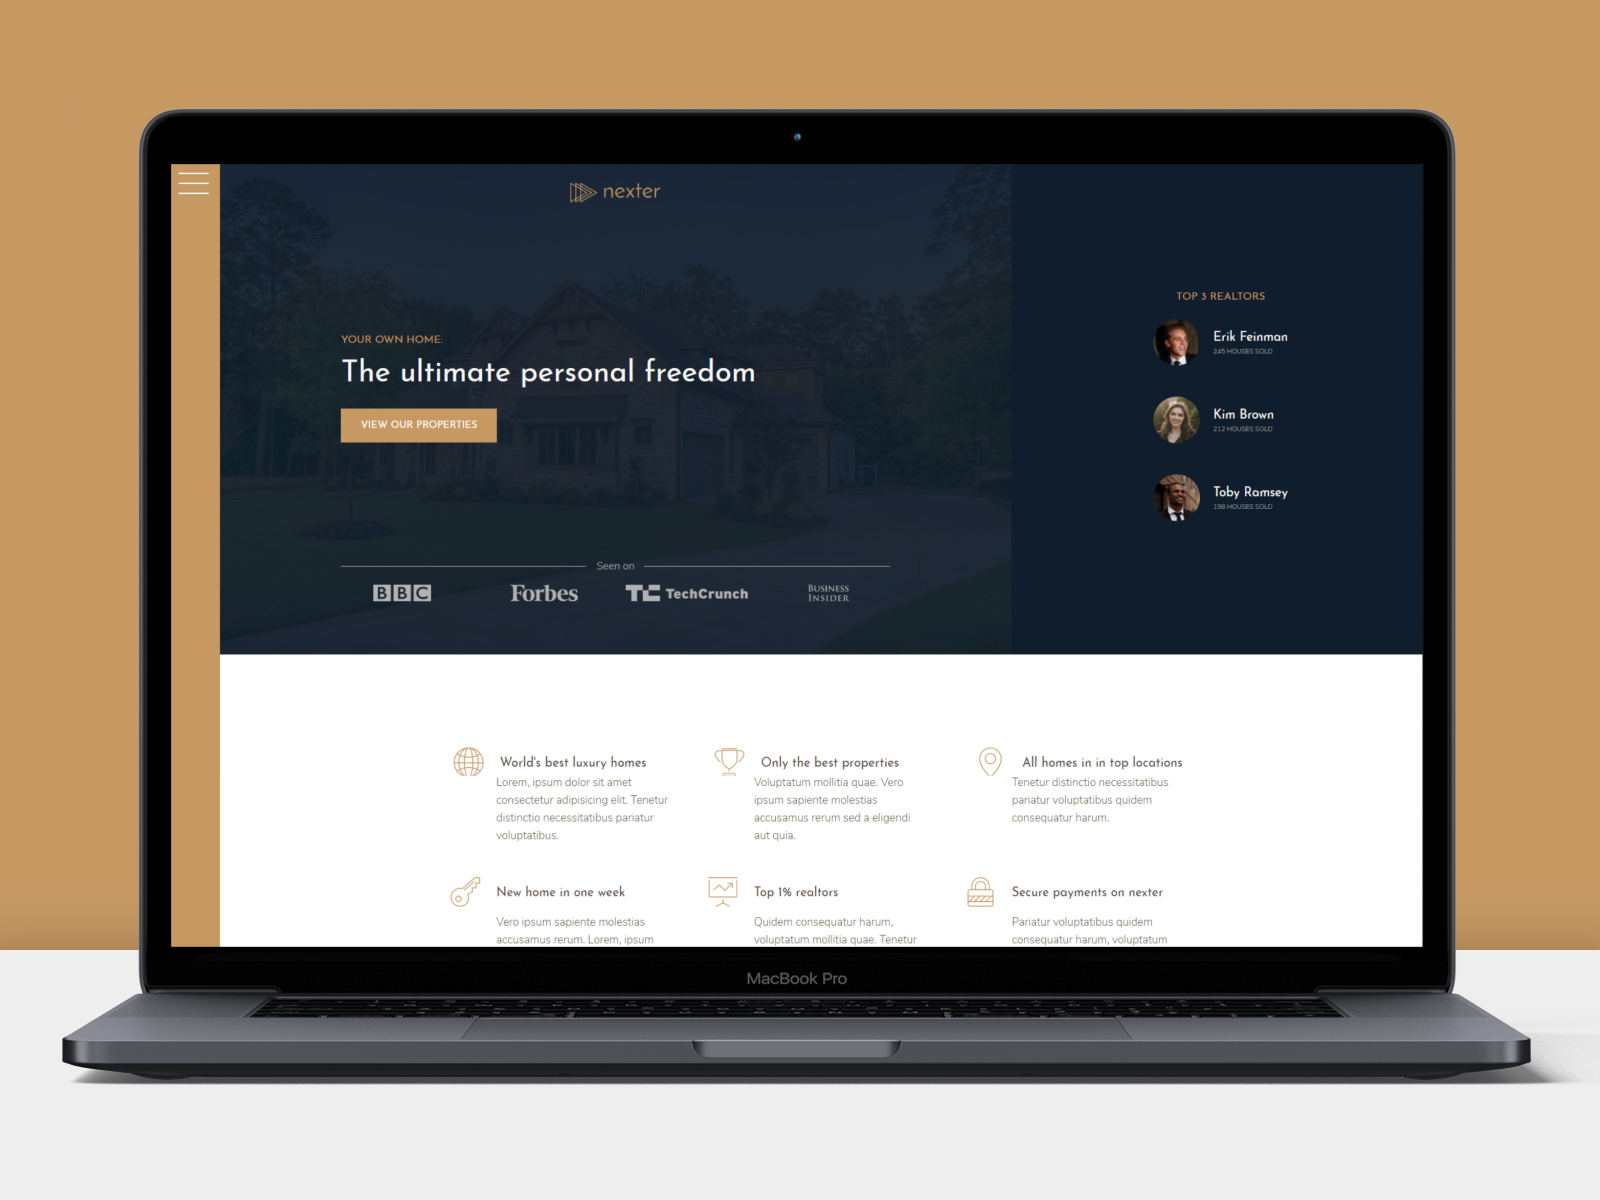 nexter
YOUR OWN HOME:
The ultimate personal freedom
VIEW OUR PROPERTIES
Seen on
BBC
Forbes
TC TechCrunch
BUSINESS
INSIDER
TOP 3 REALTORS
Erik Feinman
245 HOUSES SOLD
Kim Brown
212 HOUSES SOLD
Toby Ramsey
198 HOUSES SOLD
World's best luxury homes
Lorem, ipsum dolor sit amet
consectetur adipisicing elit. Tenetur
distinctio necessitatibus pariatur
voluptatibus.
Only the best properties
Voluptatum mollitia quae. Vero
ipsum sapiente molestias
accusamus rerum sed a eligendi
aut quia.
All homes in in top locations
Tenetur distinctio necessitatibus
pariatur voluptatibus quidem
consequatur harum.
New home in one week
Vero ipsum sapiente molestias
accusamus rerum. Lorem, ipsum
Top 1% realtors
Quidem consequatur harum,
voluptatum mollitia quae. Tenetur
Secure payments on nexter
Pariatur voluptatibus quidem
consequatur harum, voluptatum
MacBook Pro